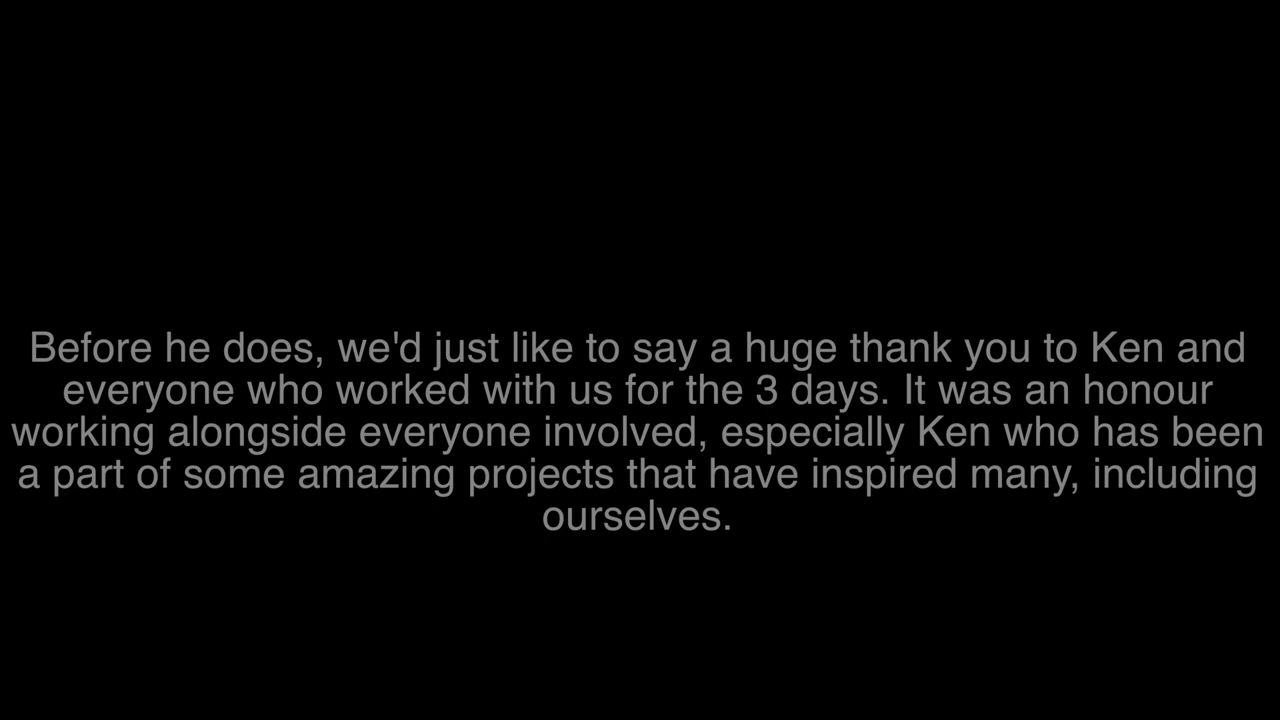 Before he does, we'd just like to say a huge thank you to Ken and
everyone who worked with us for the 3 days. It was an honour
working alongside everyone involved, especially Ken who has been
a part of some amazing projects that have inspired many, including
ourselves.